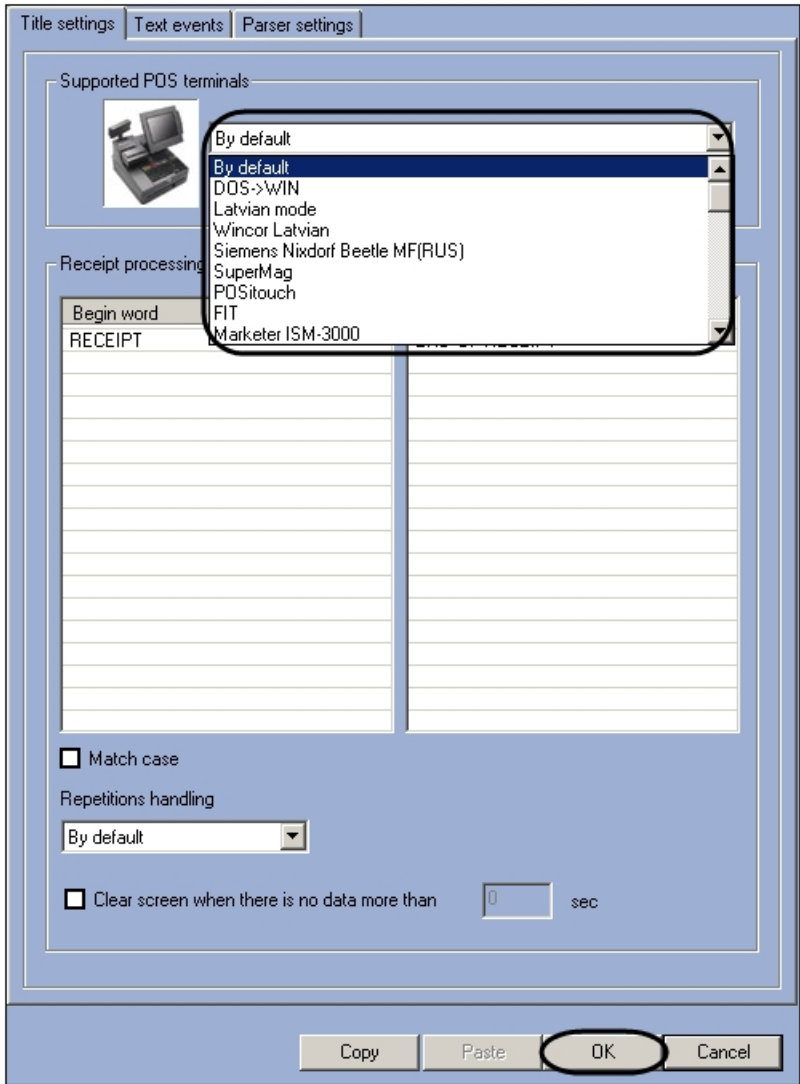 Title settings
Text events
Parser settings
Supported POS terminals
By default
By default
DOS->WIN
Latvian mode
Wincor Latvian
Siemens Nixdorf Beetle MF(RUS)
SuperMag
POSitouch
FIT
Marketer ISM-3000
Receipt processing
Begin word
RECEIPT
Match case
Repetitions handling
By default
Clear screen when there is no data more than
0
sec
Copy
Paste
OK
Cancel